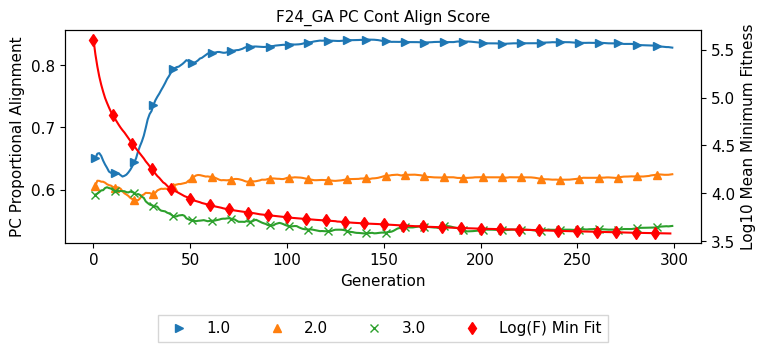 F24_GA PC Cont Align Score
PC Proportional Alignment
0.8
0.7
0.6
5.5
5.0
4.5
4.0
3.5
Log10 Mean Minimum Fitness
0 50 100 150 200 250 300
Generation
1.0 2.0 3.0 Log(F) Min Fit